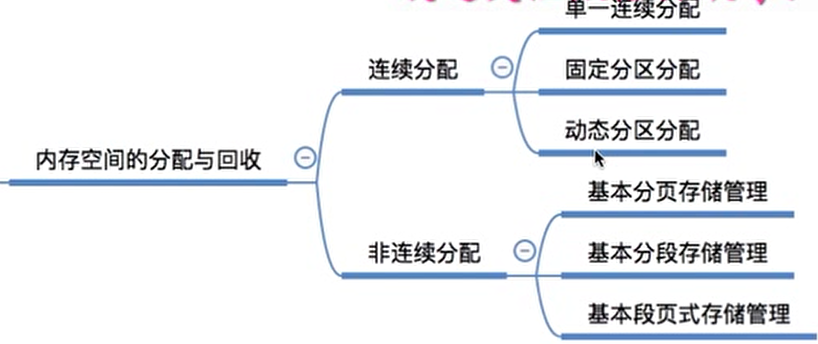 内存空间的分配与回收
连续分配
单一连续分配
固定分区分配
动态分区分配
非连续分配
基本分页存储管理
基本分段存储管理
基本段页式存储管理